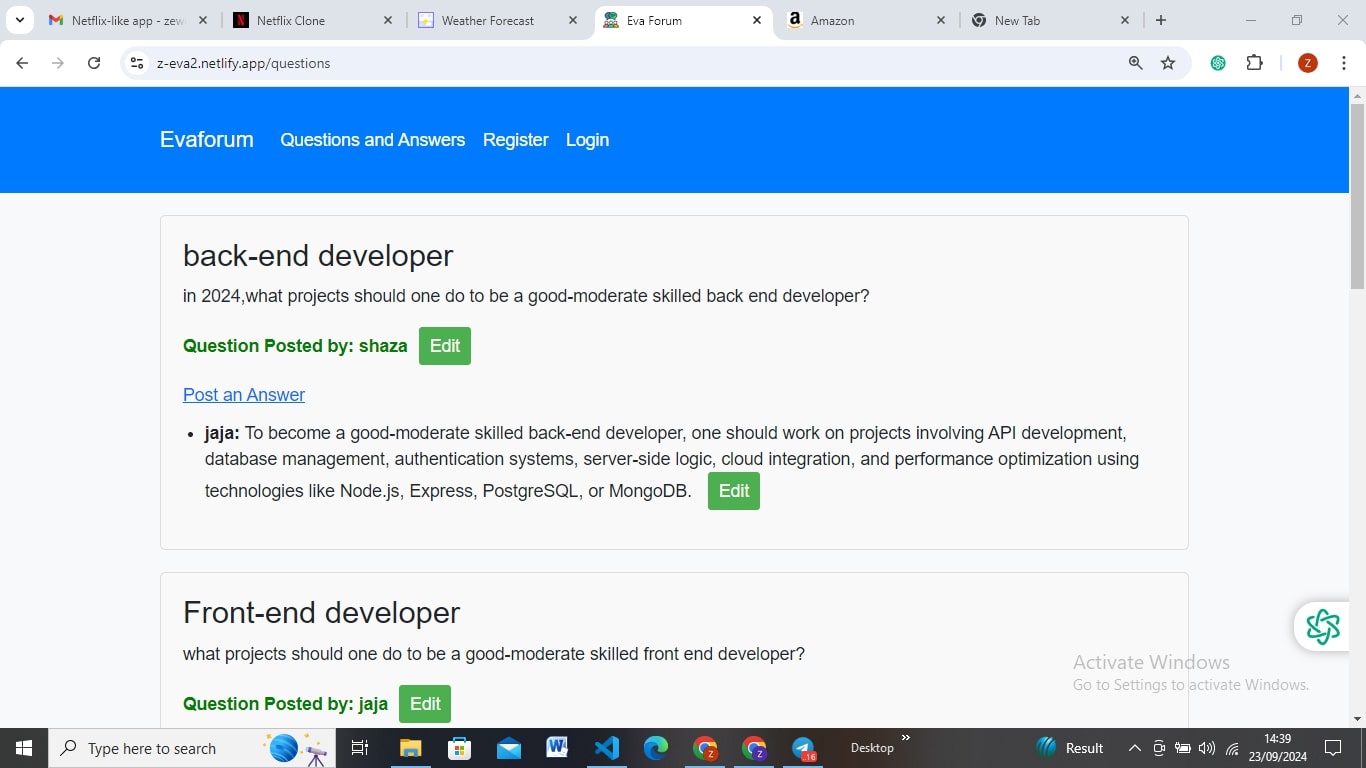 Netflix-like app - zew
Netflix Clone
Weather Forecast
Eva Forum
Amazon
New Tab
z-eva2.netlify.app/questions
Z
Evaforum Questions and Answers Register Login
back-end developer
in 2024,what projects should one do to be a good-moderate skilled back end developer?
Question Posted by: shaza Edit
Post an Answer
jaja: To become a good-moderate skilled back-end developer, one should work on projects involving API development,
database management, authentication systems, server-side logic, cloud integration, and performance optimization using
technologies like Node.js, Express, PostgreSQL, or MongoDB. Edit
Front-end developer
what projects should one do to be a good-moderate skilled front end developer?
Question Posted by: jaja Edit
Activate Windows
Go to Settings to activate Windows.
Type here to search
Desktop
Result
14:39
23/09/2024